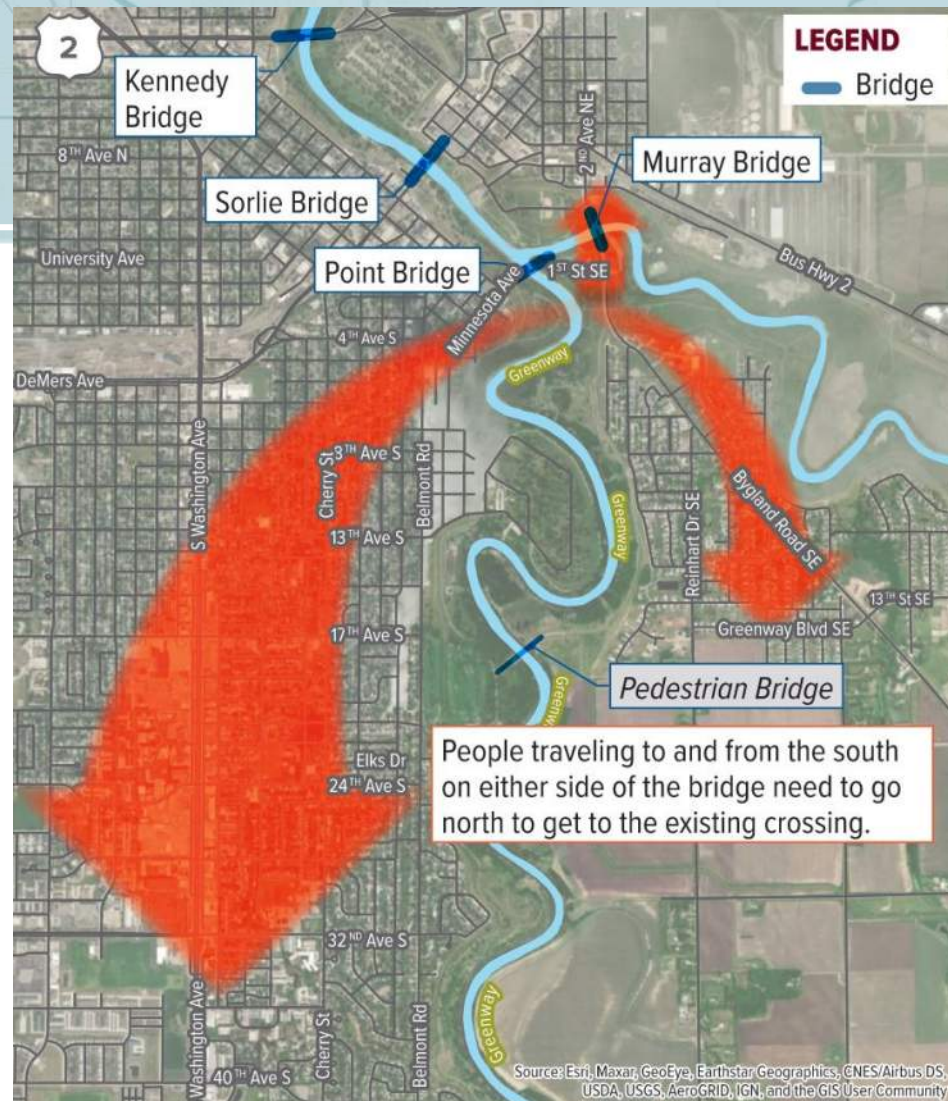 2
LEGEND
Bridge
Kennedy
Bridge
2ND Ave NE
8TH Ave N
Murray Bridge
Sorlie Bridge
University Ave
Point Bridge
1ST St SE
Bus Hwy 2
Minnesota Ave
4TH Ave S
Greenway
DeMers Ave
S Washington Ave
Cherry St
8TH Ave S
Belmont Rd
13TH Ave S
Greenway
Reinhart Dr SE
Bygland Road SE
13TH St SE
17TH Ave S
Greenway Blvd SE
Pedestrian Bridge
Greenw
People traveling to and from the south
on either side of the bridge need to go
north to get to the existing crossing.
Elks Dr
24TH Ave S
32ND Ave S
Washington Ave
Cherry St
Belmont Rd
Greenway
40TH Ave S
Source: Esri, Maxar, GeoEye, Earthstar Geographics, CNES/Airbus DS,
USDA, USGS, AeroGRID, IGN, and the GIS User Community